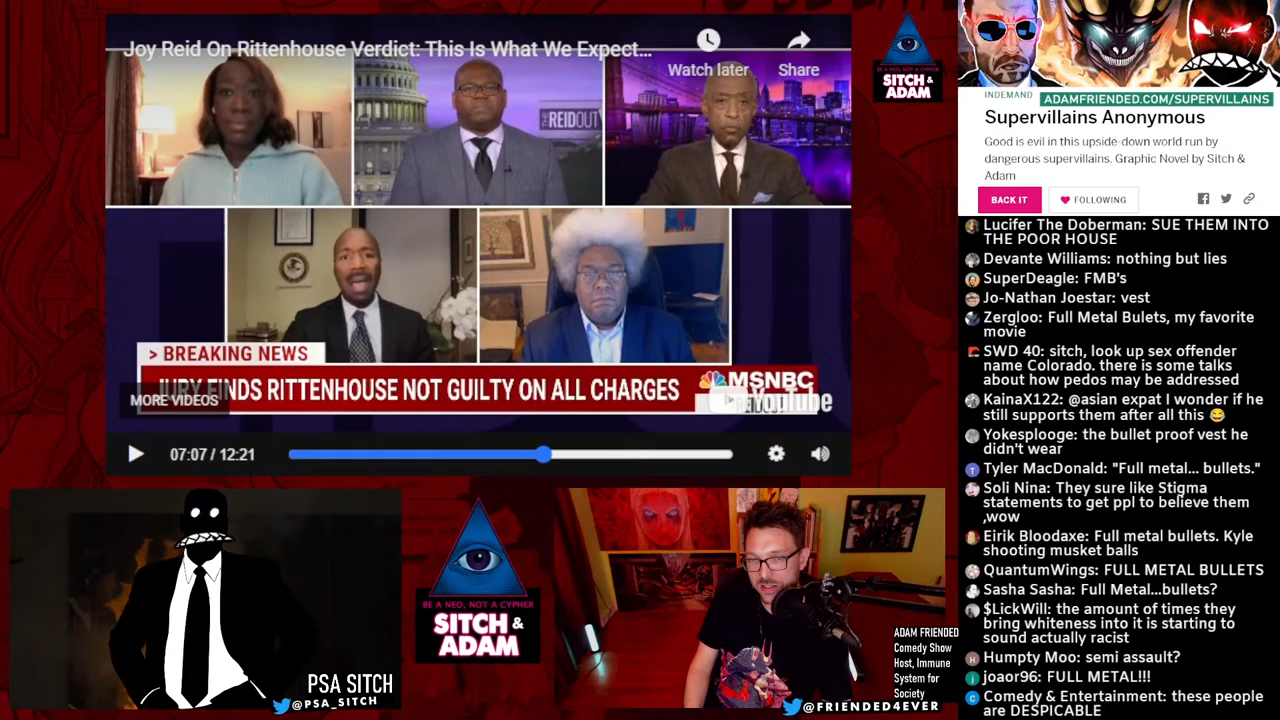 Joy Reid On Rittenhouse Verdict: This Is What We Expect...
Watch later
Share
REIDOUT
> BREAKING NEWS
JURY FINDS RITTENHOUSE NOT GUILTY ON ALL CHARGES
MSNBC
YouTube
MORE VIDEOS
07:07 / 12:21
BE A NEO, NOT A CYPHER
SITCH &
ADAM
INDEMAND
ADAMFRIENDED.COM/SUPERVILLAINS
Supervillains Anonymous
Good is evil in this upside-down world run by
dangerous supervillains. Graphic Novel by Sitch &
Adam
BACK IT
FOLLOWING
Lucifer The Doberman: SUE THEM INTO
THE POOR HOUSE
Devante Williams: nothing but lies
SuperDeagle: FMB's
Jo-Nathan Joestar: vest
Zergloo: Full Metal Bulets, my favorite
movie
SWD 40: sitch, look up sex offender
name Colorado. there is some talks
about how pedos may be addressed
KainaX122: @asian expat I wonder if he
still supports them after all this 😂
Yokesplooge: the bullet proof vest he
didn't wear
Tyler MacDonald: "Full metal... bullets."
Soli Nina: They sure like Stigma
statements to get ppl to believe them
,wow
Eirik Bloodaxe: Full metal bullets. Kyle
shooting musket balls
QuantumWings: FULL METAL BULLETS
Sasha Sasha: Full Metal...bullets?
$LickWill: the amount of times they
bring whiteness into it is starting to
sound actually racist
Humpty Moo: semi assault?
joaor96: FULL METAL!!!
Comedy & Entertainment: these people
are DESPICABLE
PSA SITCH
@PSA_SITCH
BE A NEO, NOT A CYPHER
SITCH &
ADAM
ADAM FRIENDED
Comedy Show
Host, Immune
System for
Society
@FRIENDED4EVER